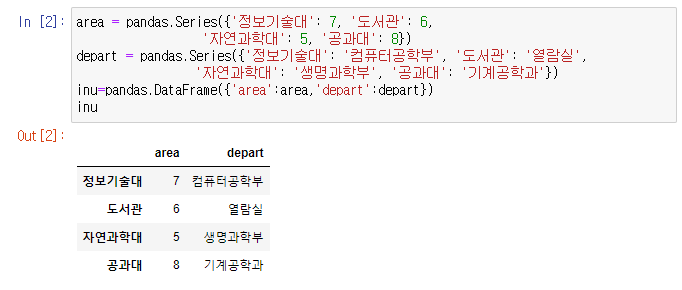 In [2]: area = pandas.Series({'정보기술대': 7, '도서관': 6,
'자연과학대': 5, '공과대': 8})
depart = pandas.Series({'정보기술대': '컴퓨터공학부', '도서관': '열람실',
'자연과학대': '생명과학부', '공과대': '기계공학과'})
inu=pandas.DataFrame({'area':area,'depart':depart})
inu
Out[2]:
area depart
정보기술대 7 컴퓨터공학부
도서관 6 열람실
자연과학대 5 생명과학부
공과대 8 기계공학과